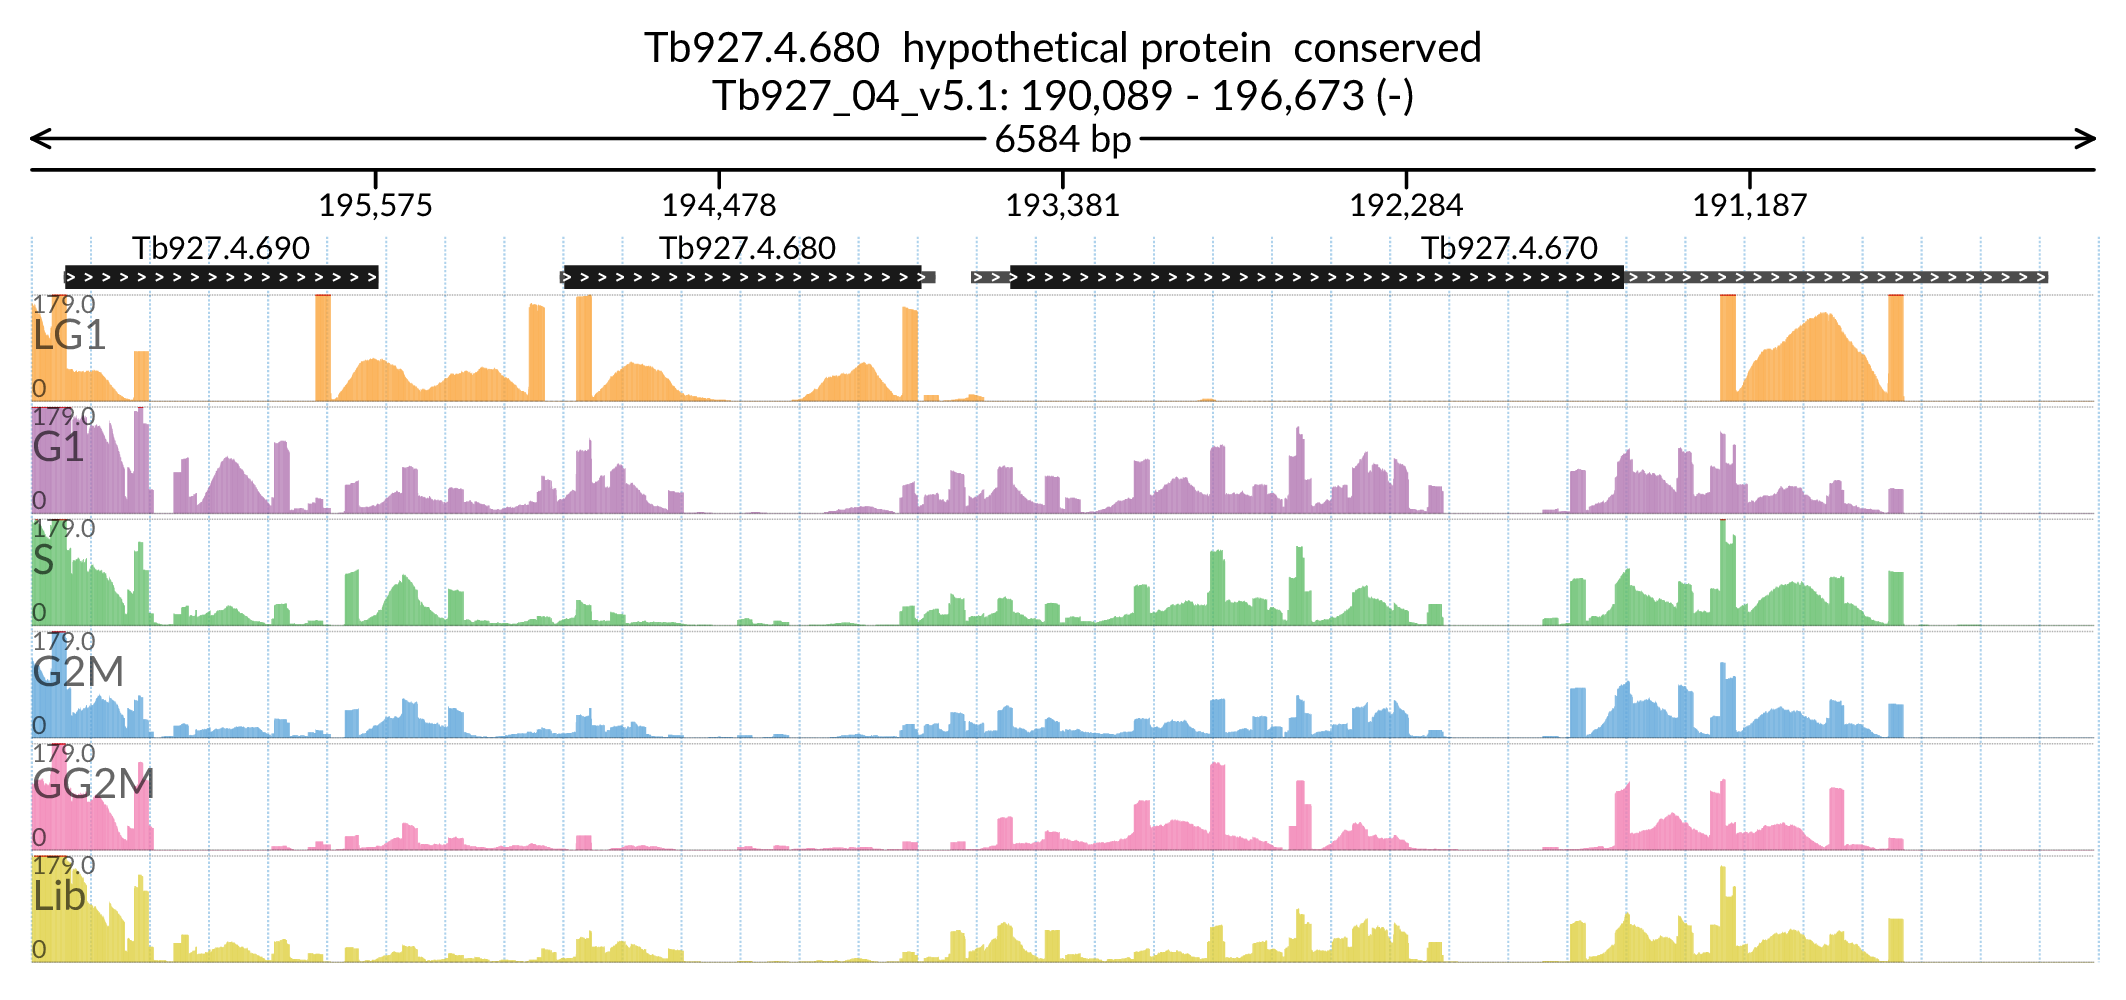 Tb927.4.680  hypothetical protein  conserved
Tb927_04_v5.1: 190,089 - 196,673 (-)
6584 bp
195,575 194,478 193,381 192,284 191,187
Tb927.4.690 Tb927.4.680 Tb927.4.670
179.0
LG1
0
179.0
G1
0
179.0
S
0
179.0
G2M
0
179.0
GG2M
0
179.0
Lib
0